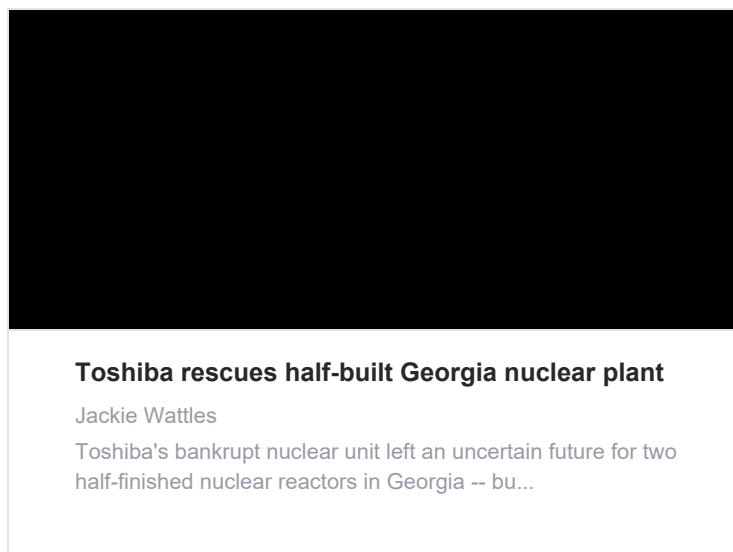 Toshiba rescues half-built Georgia nuclear plant
Jackie Wattles
Toshiba's bankrupt nuclear unit left an uncertain future for two
half-finished nuclear reactors in Georgia -- bu...